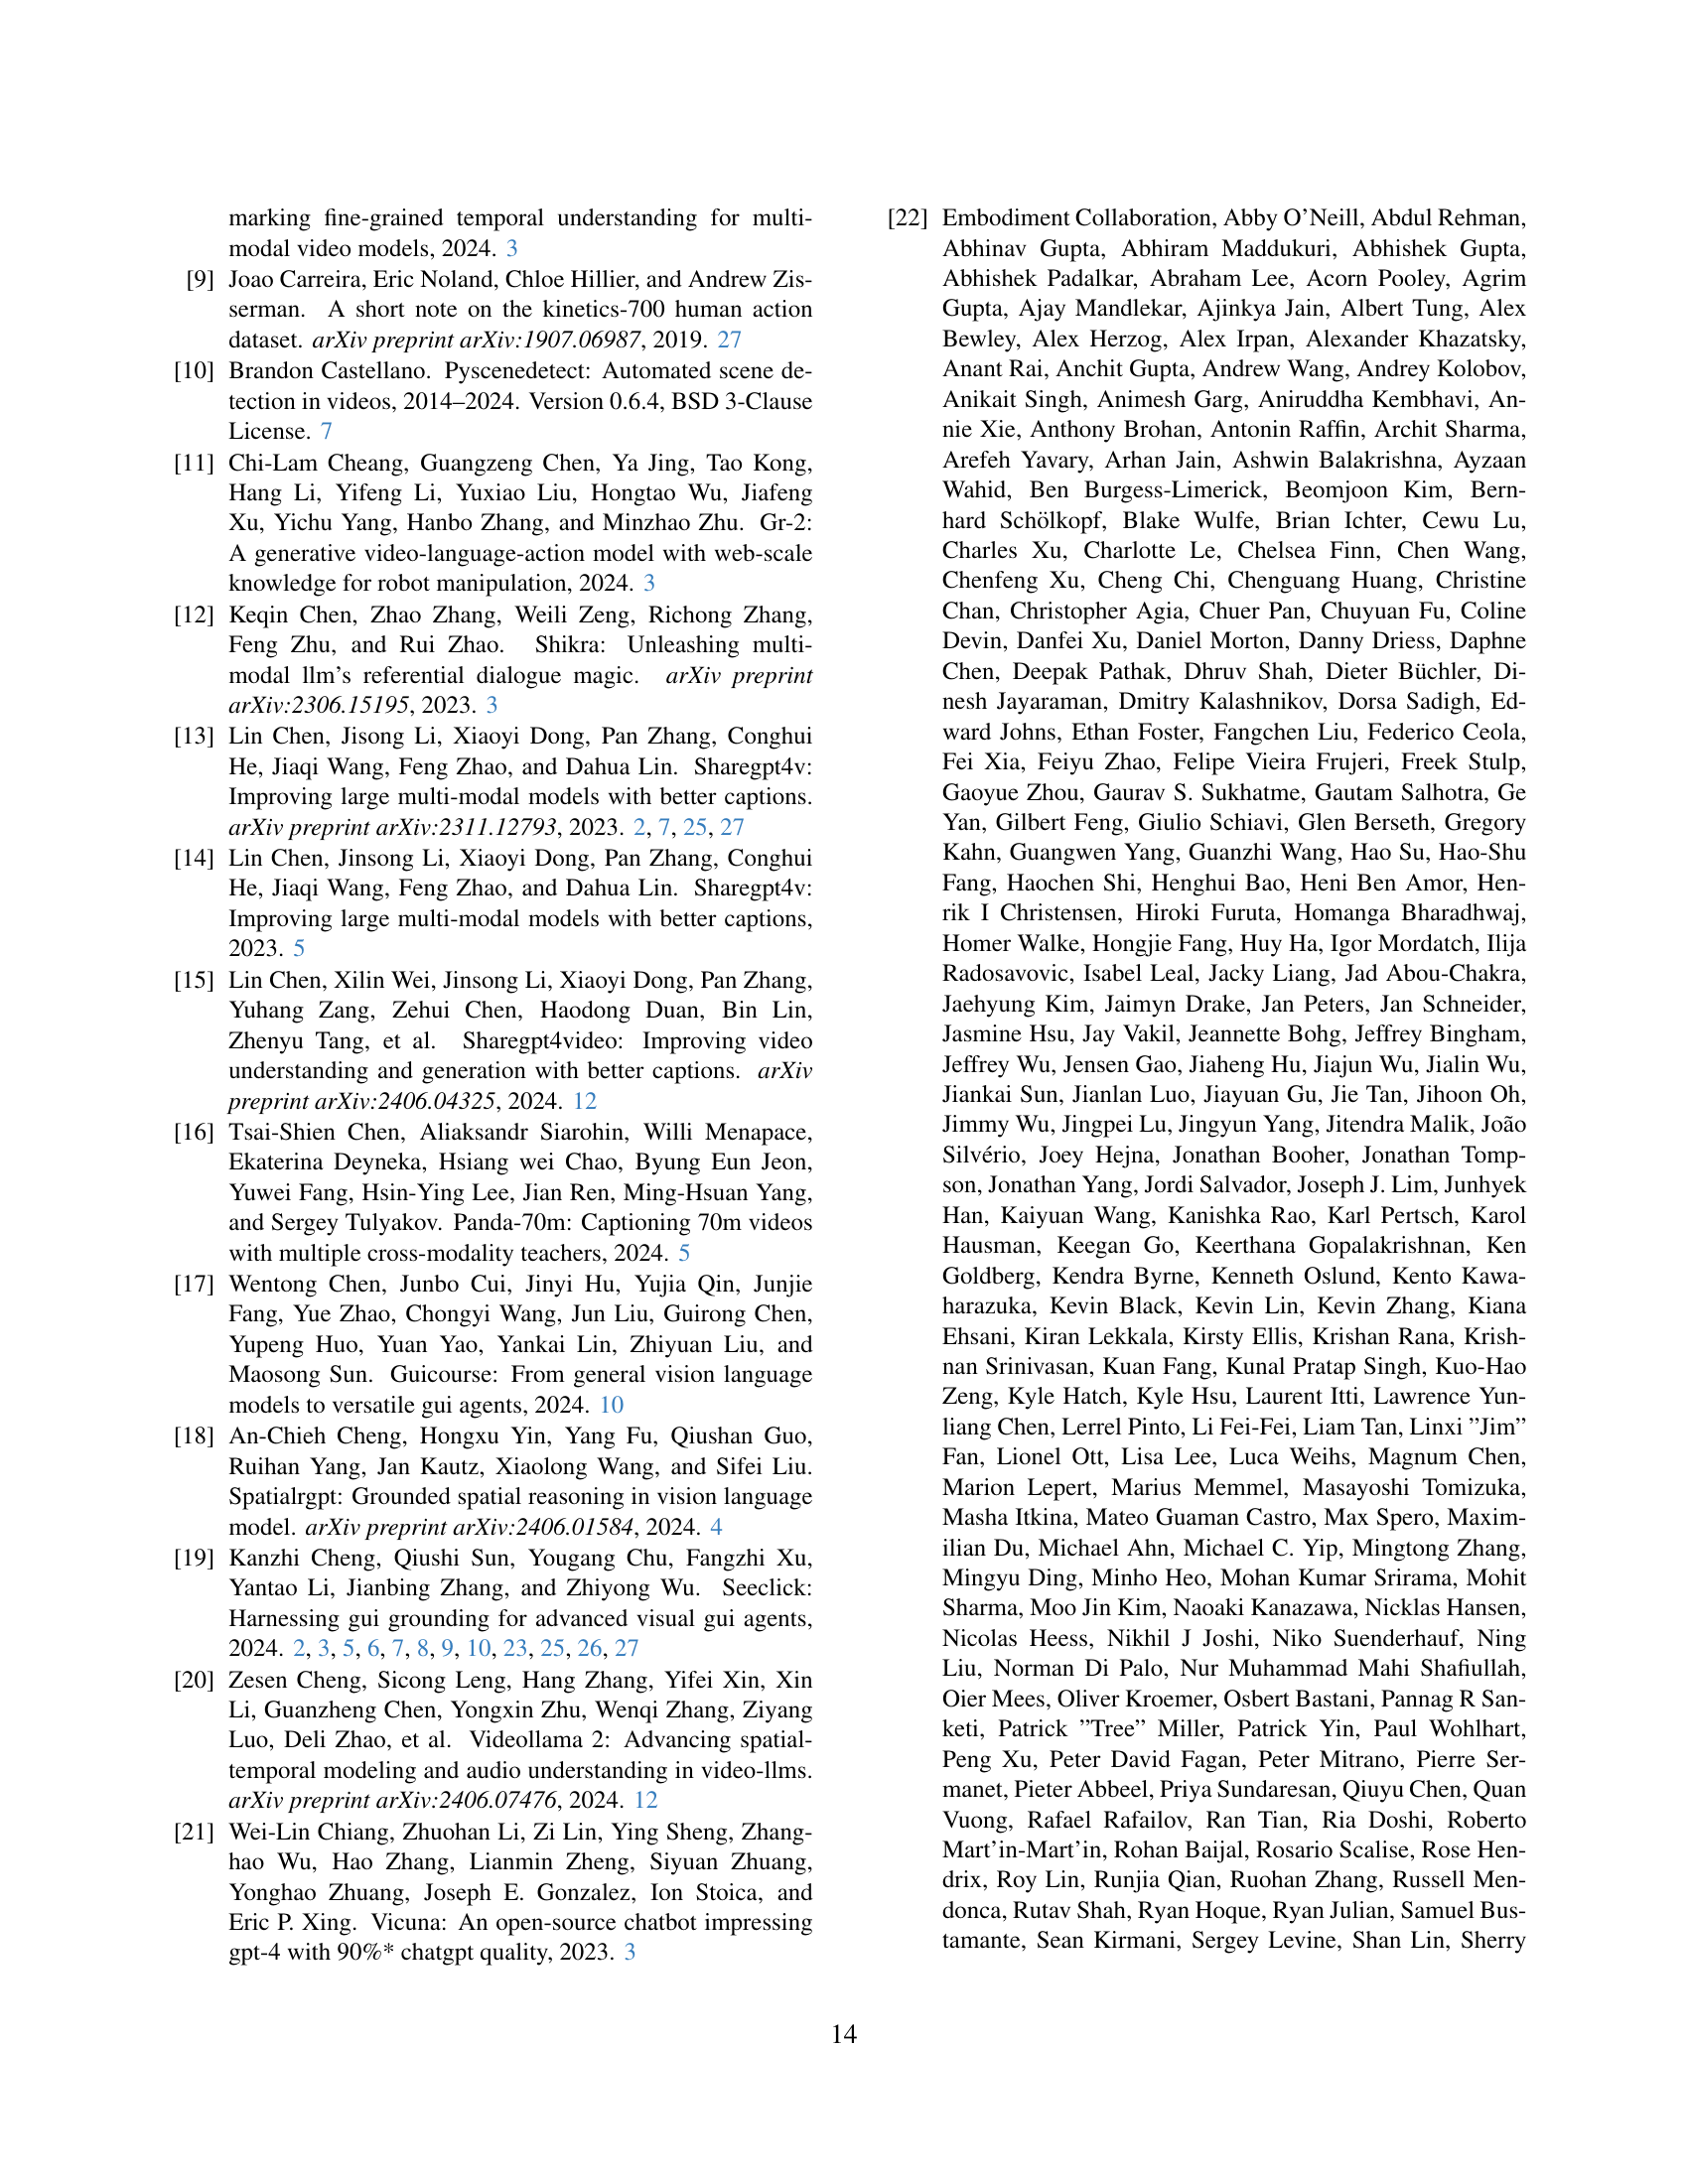 marking fine-grained temporal understanding for multi-
modal video models, 2024. 3
[9] Joao Carreira, Eric Noland, Chloe Hillier, and Andrew Zis-
serman. A short note on the kinetics-700 human action
dataset. arXiv preprint arXiv:1907.06987, 2019. 27
[10] Brandon Castellano. Pyscenedetect: Automated scene de-
tection in videos, 2014–2024. Version 0.6.4, BSD 3-Clause
License. 7
[11] Chi-Lam Cheang, Guangzeng Chen, Ya Jing, Tao Kong,
Hang Li, Yifeng Li, Yuxiao Liu, Hongtao Wu, Jiafeng
Xu, Yichu Yang, Hanbo Zhang, and Minzhao Zhu. Gr-2:
A generative video-language-action model with web-scale
knowledge for robot manipulation, 2024. 3
[12] Keqin Chen, Zhao Zhang, Weili Zeng, Richong Zhang,
Feng Zhu, and Rui Zhao. Shikra: Unleashing multi-
modal llm's referential dialogue magic. arXiv preprint
arXiv:2306.15195, 2023. 3
[13] Lin Chen, Jisong Li, Xiaoyi Dong, Pan Zhang, Conghui
He, Jiaqi Wang, Feng Zhao, and Dahua Lin. Sharegpt4v:
Improving large multi-modal models with better captions.
arXiv preprint arXiv:2311.12793, 2023. 2, 7, 25, 27
[14] Lin Chen, Jinsong Li, Xiaoyi Dong, Pan Zhang, Conghui
He, Jiaqi Wang, Feng Zhao, and Dahua Lin. Sharegpt4v:
Improving large multi-modal models with better captions,
2023. 5
[15] Lin Chen, Xilin Wei, Jinsong Li, Xiaoyi Dong, Pan Zhang,
Yuhang Zang, Zehui Chen, Haodong Duan, Bin Lin,
Zhenyu Tang, et al. Sharegpt4video: Improving video
understanding and generation with better captions. arXiv
preprint arXiv:2406.04325, 2024. 12
[16] Tsai-Shien Chen, Aliaksandr Siarohin, Willi Menapace,
Ekaterina Deyneka, Hsiang wei Chao, Byung Eun Jeon,
Yuwei Fang, Hsin-Ying Lee, Jian Ren, Ming-Hsuan Yang,
and Sergey Tulyakov. Panda-70m: Captioning 70m videos
with multiple cross-modality teachers, 2024. 5
[17] Wentong Chen, Junbo Cui, Jinyi Hu, Yujia Qin, Junjie
Fang, Yue Zhao, Chongyi Wang, Jun Liu, Guirong Chen,
Yupeng Huo, Yuan Yao, Yankai Lin, Zhiyuan Liu, and
Maosong Sun. Guicourse: From general vision language
models to versatile gui agents, 2024. 10
[18] An-Chieh Cheng, Hongxu Yin, Yang Fu, Qiushan Guo,
Ruihan Yang, Jan Kautz, Xiaolong Wang, and Sifei Liu.
Spatialrgpt: Grounded spatial reasoning in vision language
model. arXiv preprint arXiv:2406.01584, 2024. 4
[19] Kanzhi Cheng, Qiushi Sun, Yougang Chu, Fangzhi Xu,
Yantao Li, Jianbing Zhang, and Zhiyong Wu. Seeclick:
Harnessing gui grounding for advanced visual gui agents,
2024. 2, 3, 5, 6, 7, 8, 9, 10, 23, 25, 26, 27
[20] Zesen Cheng, Sicong Leng, Hang Zhang, Yifei Xin, Xin
Li, Guanzheng Chen, Yongxin Zhu, Wenqi Zhang, Ziyang
Luo, Deli Zhao, et al. Videollama 2: Advancing spatial-
temporal modeling and audio understanding in video-llms.
arXiv preprint arXiv:2406.07476, 2024. 12
[21] Wei-Lin Chiang, Zhuohan Li, Zi Lin, Ying Sheng, Zhang-
hao Wu, Hao Zhang, Lianmin Zheng, Siyuan Zhuang,
Yonghao Zhuang, Joseph E. Gonzalez, Ion Stoica, and
Eric P. Xing. Vicuna: An open-source chatbot impressing
gpt-4 with 90%* chatgpt quality, 2023. 3
[22] Embodiment Collaboration, Abby O'Neill, Abdul Rehman,
Abhinav Gupta, Abhiram Maddukuri, Abhishek Gupta,
Abhishek Padalkar, Abraham Lee, Acorn Pooley, Agrim
Gupta, Ajay Mandlekar, Ajinkya Jain, Albert Tung, Alex
Bewley, Alex Herzog, Alex Irpan, Alexander Khazatsky,
Anant Rai, Anchit Gupta, Andrew Wang, Andrey Kolobov,
Anikait Singh, Animesh Garg, Aniruddha Kembhavi, An-
nie Xie, Anthony Brohan, Antonin Raffin, Archit Sharma,
Arefeh Yavary, Arhan Jain, Ashwin Balakrishna, Ayzaan
Wahid, Ben Burgess-Limerick, Beomjoon Kim, Bern-
hard Schölkopf, Blake Wulfe, Brian Ichter, Cewu Lu,
Charles Xu, Charlotte Le, Chelsea Finn, Chen Wang,
Chenfeng Xu, Cheng Chi, Chenguang Huang, Christine
Chan, Christopher Agia, Chuer Pan, Chuyuan Fu, Coline
Devin, Danfei Xu, Daniel Morton, Danny Driess, Daphne
Chen, Deepak Pathak, Dhruv Shah, Dieter Büchler, Di-
nesh Jayaraman, Dmitry Kalashnikov, Dorsa Sadigh, Ed-
ward Johns, Ethan Foster, Fangchen Liu, Federico Ceola,
Fei Xia, Feiyu Zhao, Felipe Vieira Frujeri, Freek Stulp,
Gaoyue Zhou, Gaurav S. Sukhatme, Gautam Salhotra, Ge
Yan, Gilbert Feng, Giulio Schiavi, Glen Berseth, Gregory
Kahn, Guangwen Yang, Guanzhi Wang, Hao Su, Hao-Shu
Fang, Haochen Shi, Henghui Bao, Heni Ben Amor, Hen-
rik I Christensen, Hiroki Furuta, Homanga Bharadhwaj,
Homer Walke, Hongjie Fang, Huy Ha, Igor Mordatch, Ilija
Radosavovic, Isabel Leal, Jacky Liang, Jad Abou-Chakra,
Jaehyung Kim, Jaimyn Drake, Jan Peters, Jan Schneider,
Jasmine Hsu, Jay Vakil, Jeannette Bohg, Jeffrey Bingham,
Jeffrey Wu, Jensen Gao, Jiaheng Hu, Jiajun Wu, Jialin Wu,
Jiankai Sun, Jianlan Luo, Jiayuan Gu, Jie Tan, Jihoon Oh,
Jimmy Wu, Jingpei Lu, Jingyun Yang, Jitendra Malik, João
Silvério, Joey Hejna, Jonathan Booher, Jonathan Tomp-
son, Jonathan Yang, Jordi Salvador, Joseph J. Lim, Junhyek
Han, Kaiyuan Wang, Kanishka Rao, Karl Pertsch, Karol
Hausman, Keegan Go, Keerthana Gopalakrishnan, Ken
Goldberg, Kendra Byrne, Kenneth Oslund, Kento Kawa-
harazuka, Kevin Black, Kevin Lin, Kevin Zhang, Kiana
Ehsani, Kiran Lekkala, Kirsty Ellis, Krishan Rana, Krish-
nan Srinivasan, Kuan Fang, Kunal Pratap Singh, Kuo-Hao
Zeng, Kyle Hatch, Kyle Hsu, Laurent Itti, Lawrence Yun-
liang Chen, Lerrel Pinto, Li Fei-Fei, Liam Tan, Linxi ”Jim”
Fan, Lionel Ott, Lisa Lee, Luca Weihs, Magnum Chen,
Marion Lepert, Marius Memmel, Masayoshi Tomizuka,
Masha Itkina, Mateo Guaman Castro, Max Spero, Maxim-
ilian Du, Michael Ahn, Michael C. Yip, Mingtong Zhang,
Mingyu Ding, Minho Heo, Mohan Kumar Srirama, Mohit
Sharma, Moo Jin Kim, Naoaki Kanazawa, Nicklas Hansen,
Nicolas Heess, Nikhil J Joshi, Niko Suenderhauf, Ning
Liu, Norman Di Palo, Nur Muhammad Mahi Shafiullah,
Oier Mees, Oliver Kroemer, Osbert Bastani, Pannag R San-
keti, Patrick ”Tree” Miller, Patrick Yin, Paul Wohlhart,
Peng Xu, Peter David Fagan, Peter Mitrano, Pierre Ser-
manet, Pieter Abbeel, Priya Sundaresan, Qiuyu Chen, Quan
Vuong, Rafael Rafailov, Ran Tian, Ria Doshi, Roberto
Mart'in-Mart'in, Rohan Baijal, Rosario Scalise, Rose Hen-
drix, Roy Lin, Runjia Qian, Ruohan Zhang, Russell Men-
donca, Rutav Shah, Ryan Hoque, Ryan Julian, Samuel Bus-
tamante, Sean Kirmani, Sergey Levine, Shan Lin, Sherry
14